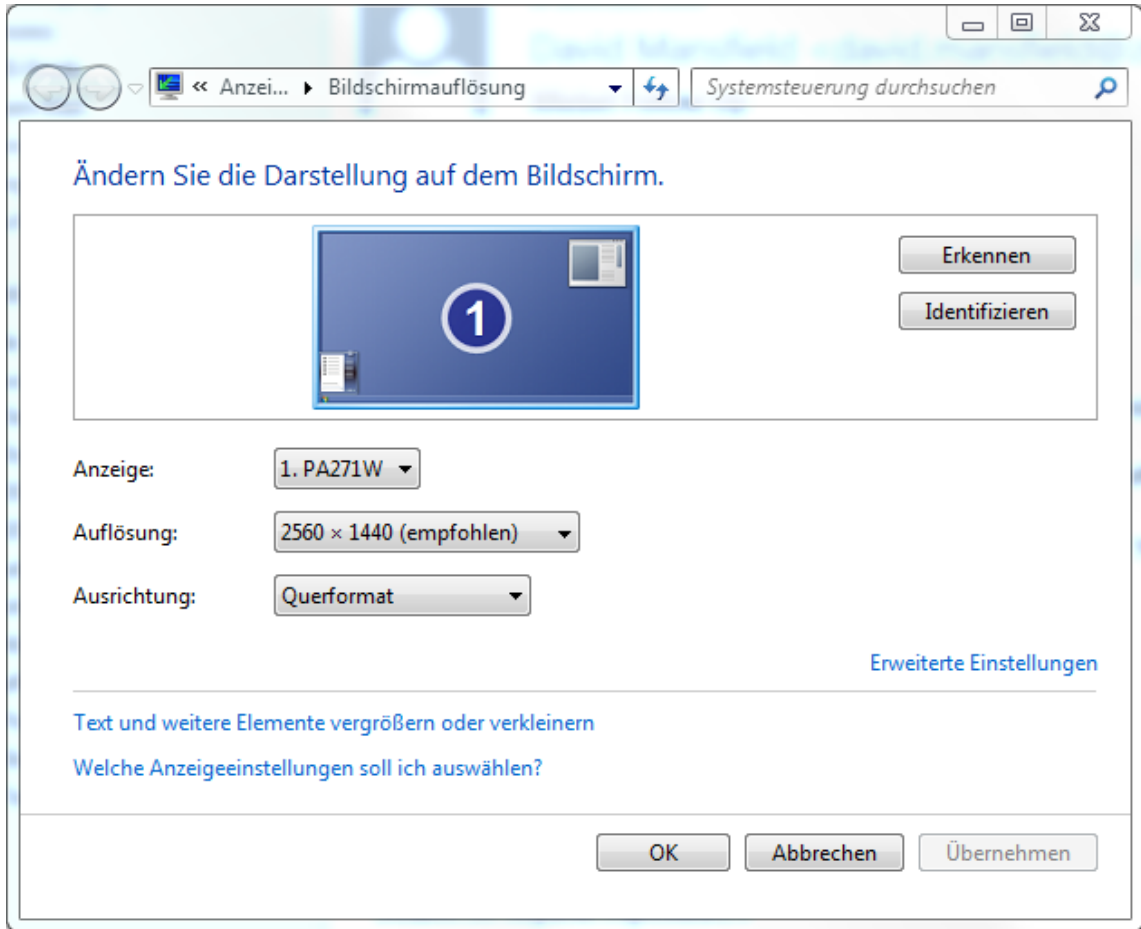 « Anzei... Bildschirmauflösung Systemsteuerung durchsuchen
Ändern Sie die Darstellung auf dem Bildschirm.
1
Erkennen
Identifizieren
Anzeige: 1. PA271W
Auflösung: 2560 × 1440 (empfohlen)
Ausrichtung: Querformat
Erweiterte Einstellungen
Text und weitere Elemente vergrößern oder verkleinern
Welche Anzeigeeinstellungen soll ich auswählen?
OK Abbrechen Übernehmen